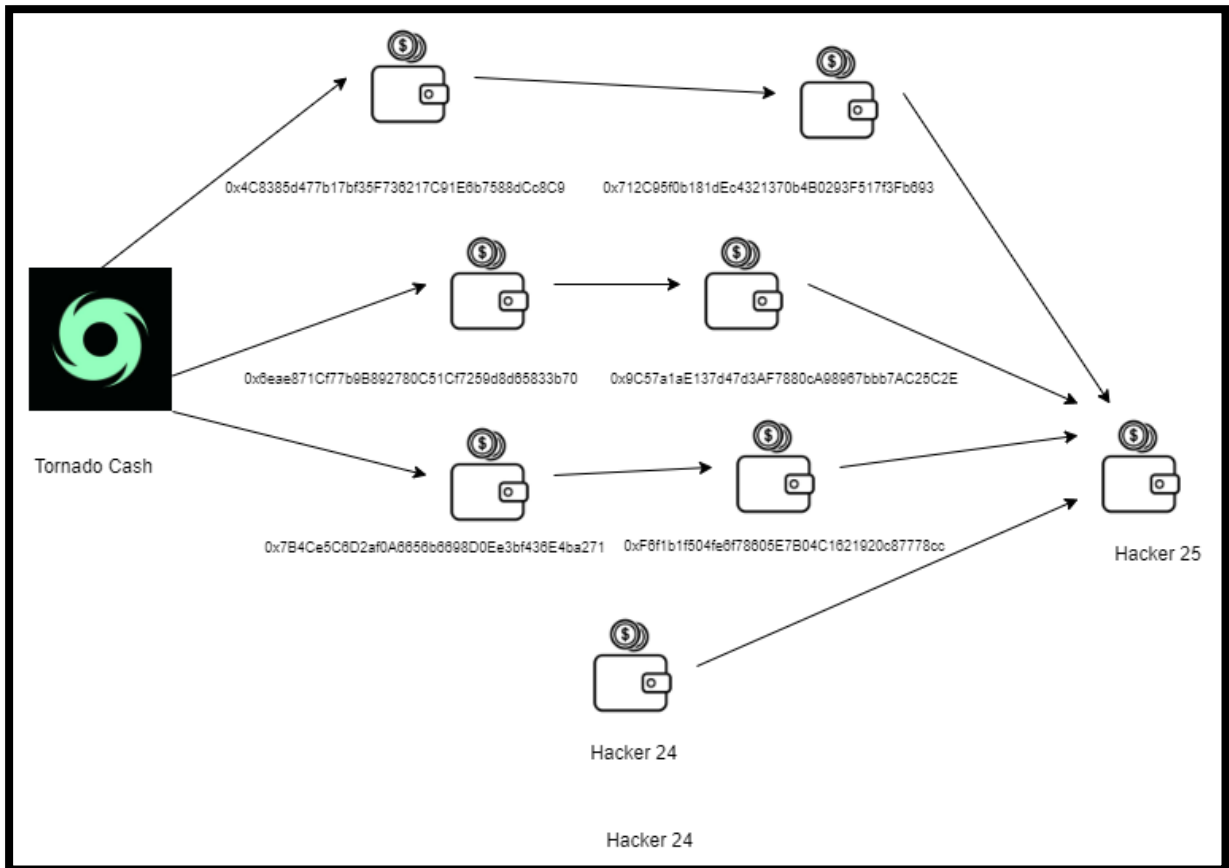 0x4C8385d477b17bf35F736217C91E6b7588dCc8C9
0x712C95f0b181dEc4321370b4B0293F517f3Fb693
0x6eae871Cf77b9B892780C51Cf7259d8d65833b70
0x9C57a1aE137d47d3AF7880cA98967bbb7AC25C2E
Tornado Cash
0x7B4Ce5C6D2af0A6656b6698D0Ee3bf436E4ba271
0xF6f1b1f504fe6f78605E7B04C1621920c87778cc
Hacker 25
Hacker 24
Hacker 24